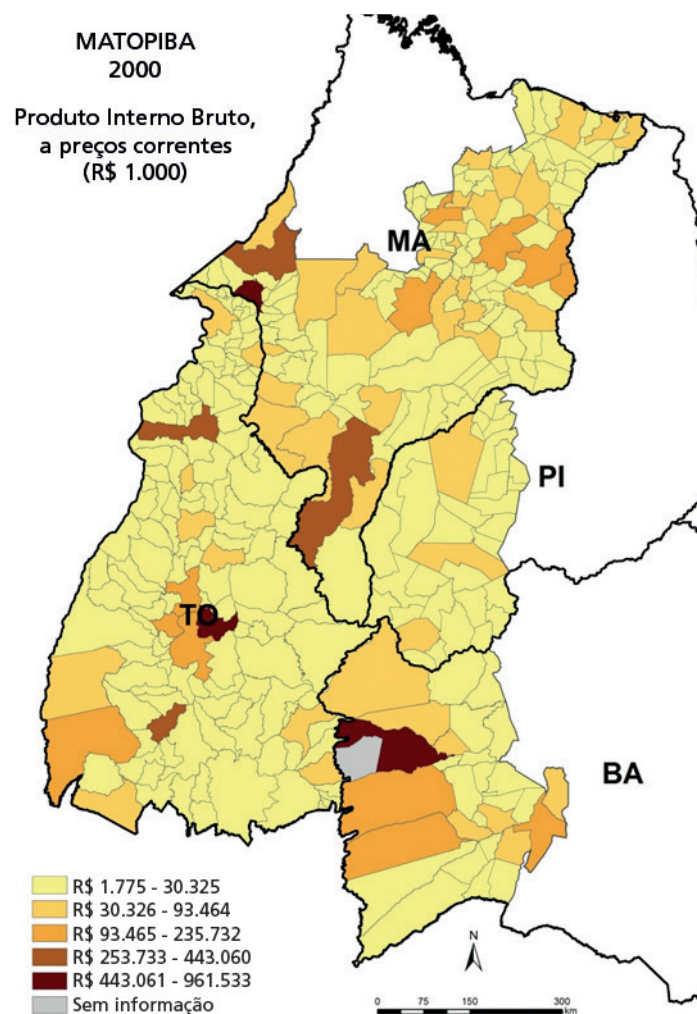 MATOPIBA
2000
Produto Interno Bruto,
a preços correntes
(R$ 1.000)
MA
PI
TO
BA
R$ 1.775 - 30.325
R$ 30.326 - 93.464
R$ 93.465 - 235.732
R$ 253.733 - 443.060
R$ 443.061 - 961.533
Sem informação
N
0 75 150 300
km